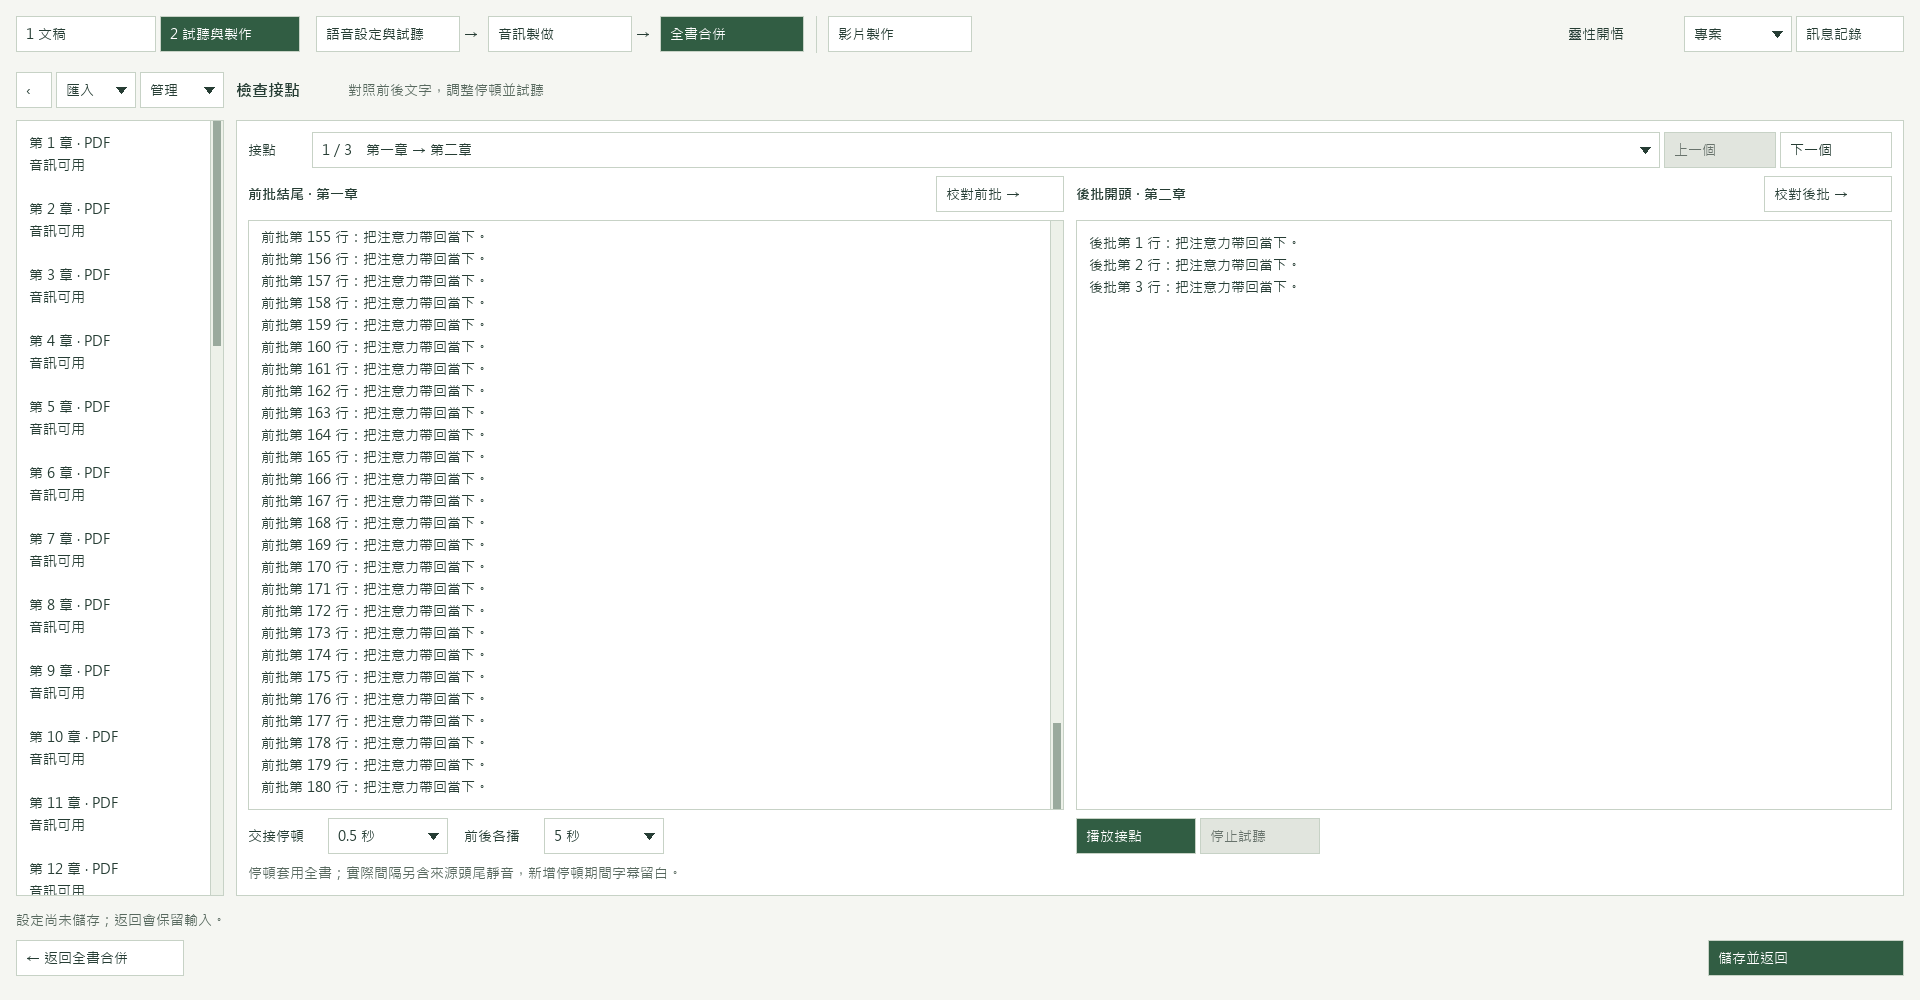 1 文稿
2 試聽與製作
語音設定與試聽
→
音訊製做
→
全書合併
影片製作
靈性開悟
專案
訊息記錄
‹
匯入
管理
檢查接點
對照前後文字，調整停頓並試聽
第 1 章 · PDF
音訊可用
第 2 章 · PDF
音訊可用
第 3 章 · PDF
音訊可用
第 4 章 · PDF
音訊可用
第 5 章 · PDF
音訊可用
第 6 章 · PDF
音訊可用
第 7 章 · PDF
音訊可用
第 8 章 · PDF
音訊可用
第 9 章 · PDF
音訊可用
第 10 章 · PDF
音訊可用
第 11 章 · PDF
音訊可用
第 12 章 · PDF
音訊可用
接點
1 / 3 第一章 → 第二章
上一個
下一個
前批結尾 · 第一章
校對前批 →
前批第 155 行：把注意力帶回當下。
前批第 156 行：把注意力帶回當下。
前批第 157 行：把注意力帶回當下。
前批第 158 行：把注意力帶回當下。
前批第 159 行：把注意力帶回當下。
前批第 160 行：把注意力帶回當下。
前批第 161 行：把注意力帶回當下。
前批第 162 行：把注意力帶回當下。
前批第 163 行：把注意力帶回當下。
前批第 164 行：把注意力帶回當下。
前批第 165 行：把注意力帶回當下。
前批第 166 行：把注意力帶回當下。
前批第 167 行：把注意力帶回當下。
前批第 168 行：把注意力帶回當下。
前批第 169 行：把注意力帶回當下。
前批第 170 行：把注意力帶回當下。
前批第 171 行：把注意力帶回當下。
前批第 172 行：把注意力帶回當下。
前批第 173 行：把注意力帶回當下。
前批第 174 行：把注意力帶回當下。
前批第 175 行：把注意力帶回當下。
前批第 176 行：把注意力帶回當下。
前批第 177 行：把注意力帶回當下。
前批第 178 行：把注意力帶回當下。
前批第 179 行：把注意力帶回當下。
前批第 180 行：把注意力帶回當下。
後批開頭 · 第二章
校對後批 →
後批第 1 行：把注意力帶回當下。
後批第 2 行：把注意力帶回當下。
後批第 3 行：把注意力帶回當下。
交接停頓
0.5 秒
前後各播
5 秒
播放接點
停止試聽
停頓套用全書；實際間隔另含來源頭尾靜音，新增停頓期間字幕留白。
設定尚未儲存；返回會保留輸入。
← 返回全書合併
儲存並返回